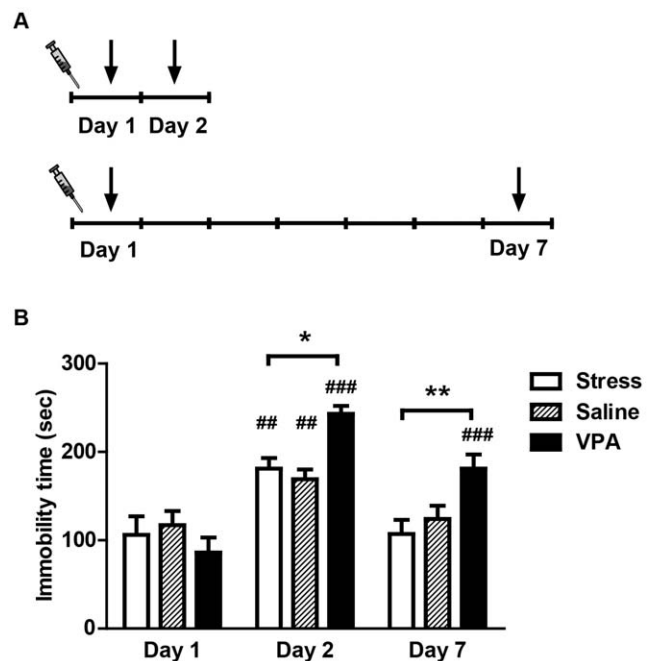 A
Day 1 Day 2
Day 1 Day 7
B
Immobility time (sec)
300
200
100
0
*
## ## ###
**
###
Day 1 Day 2 Day 7
Stress
Saline
VPA